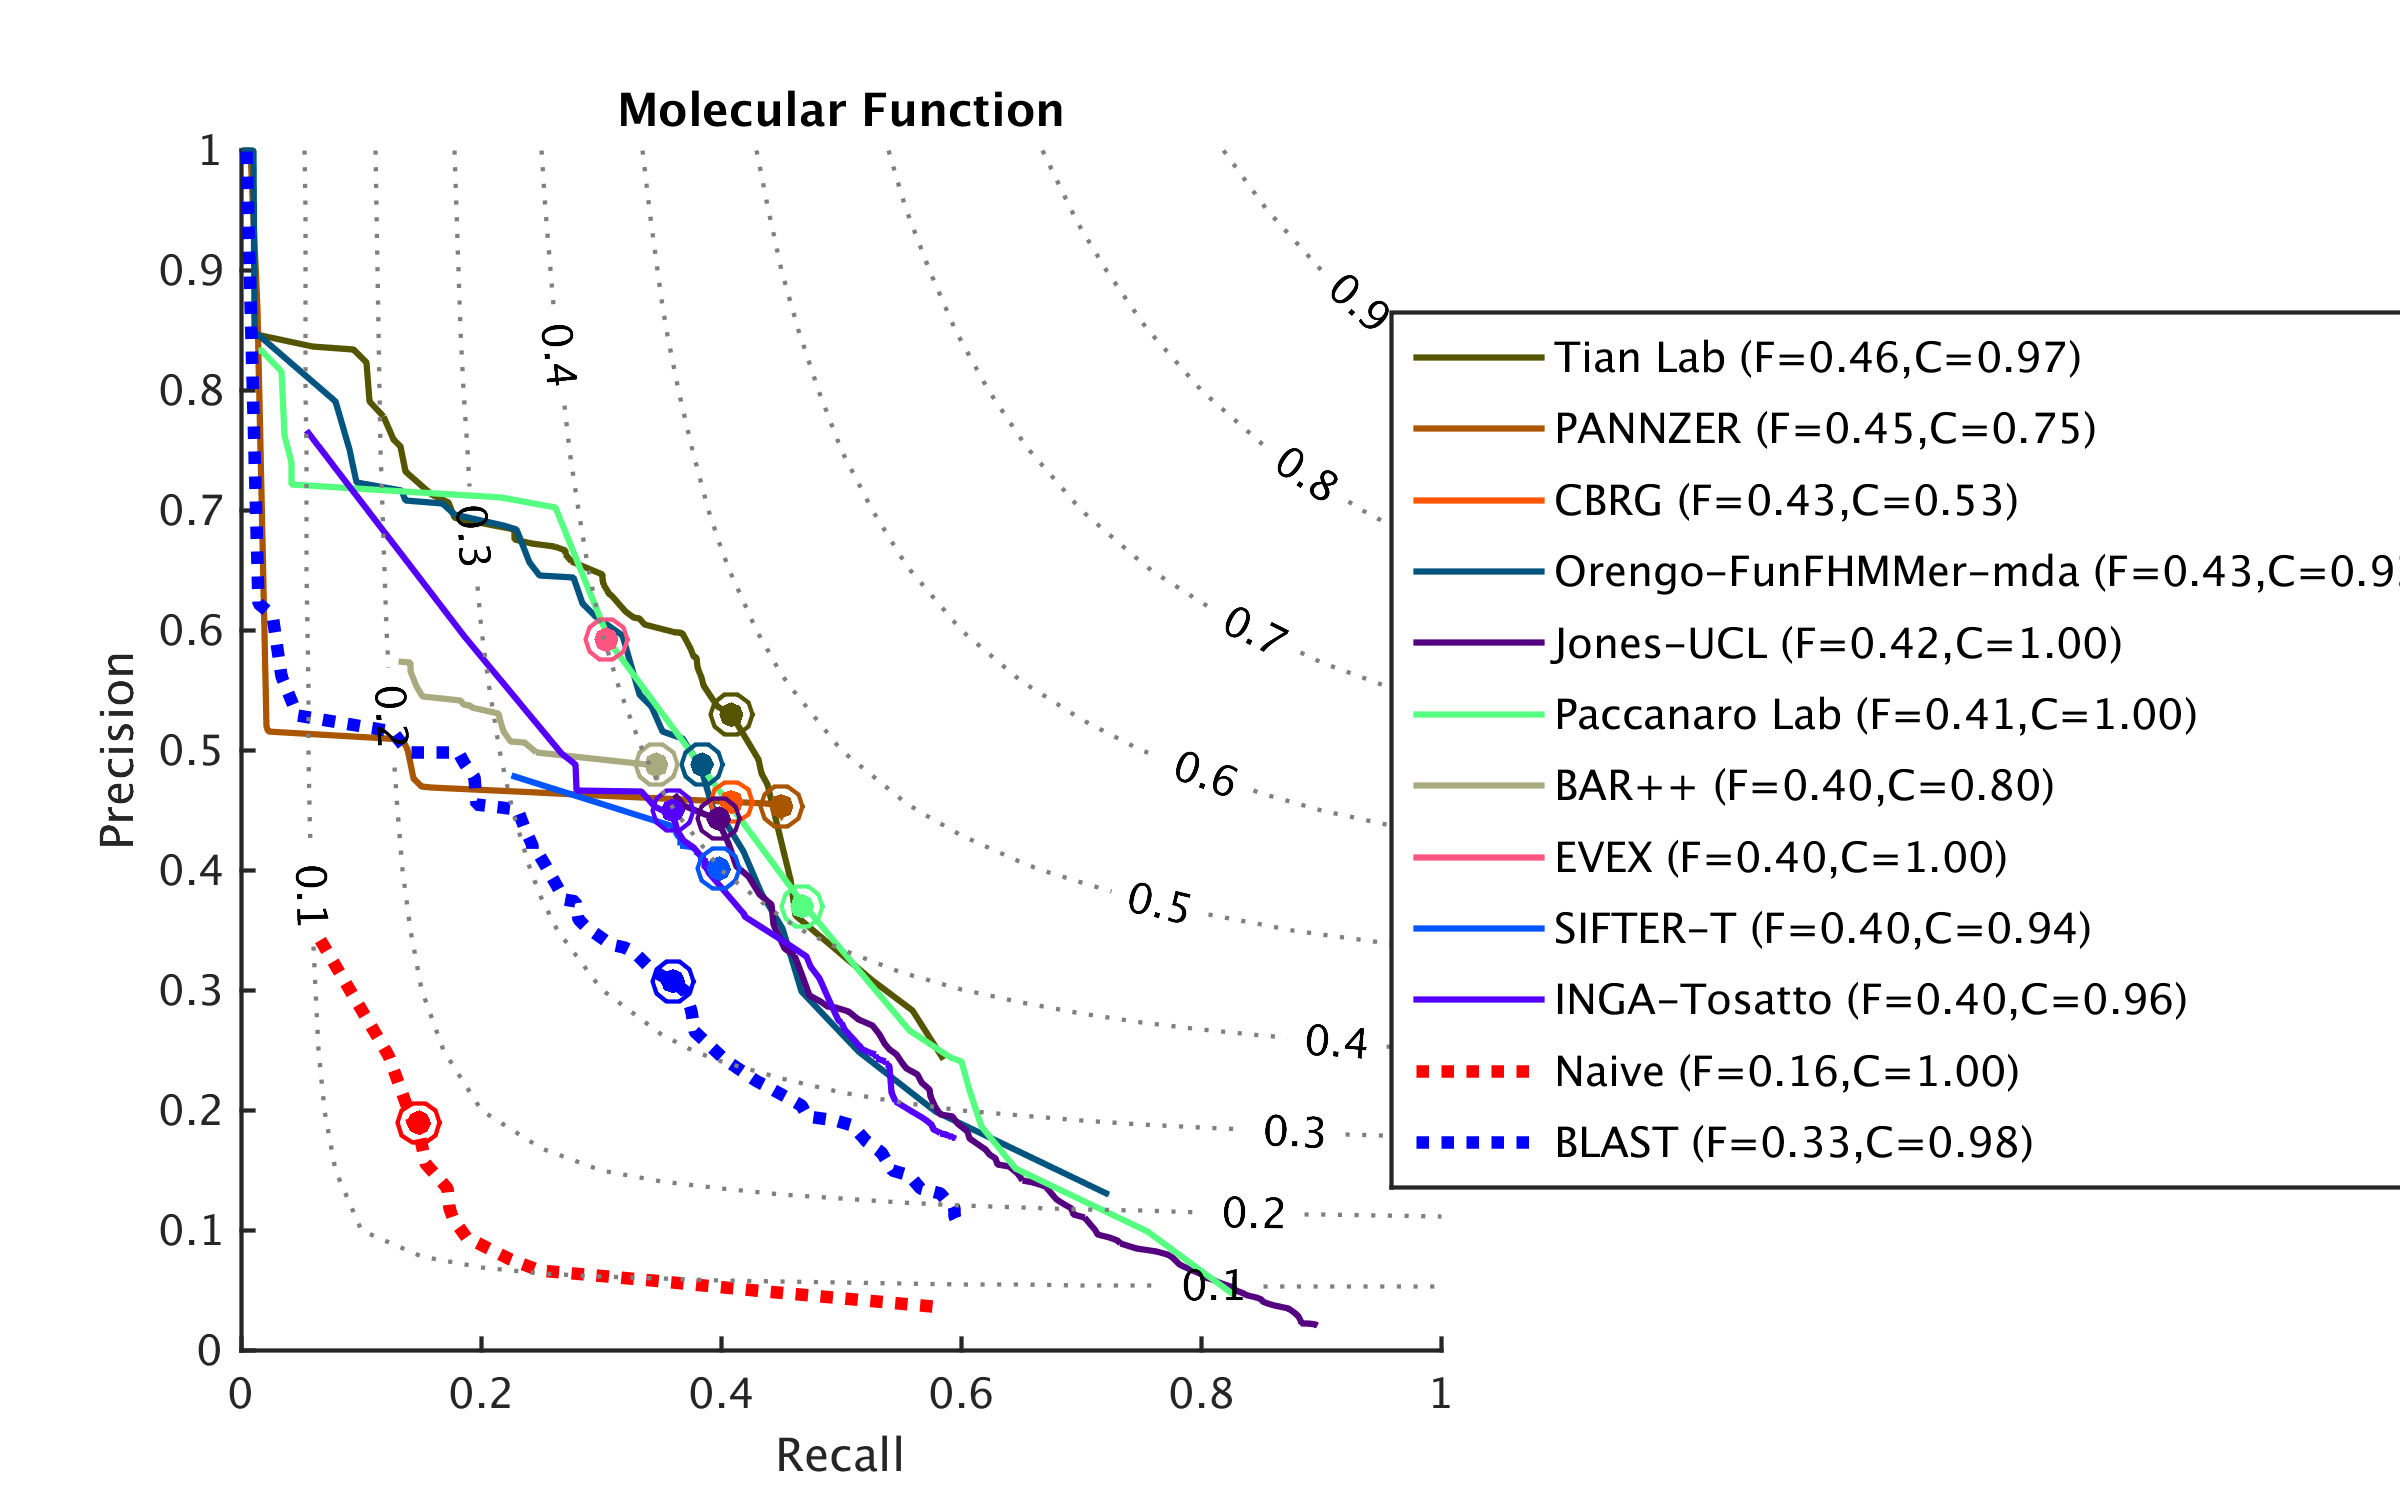 Molecular Function
Precision
1
0.9
0.8
0.7
0.6
0.5
0.4
0.3
0.2
0.1
0
0
0.2
0.4
0.6
0.8
1
Recall
0.1
0.2
0.3
0.4
0.9
0.8
0.7
0.6
0.5
0.4
0.3
0.2
0.1
Tian Lab (F=0.46,C=0.97)
PANNZER (F=0.45,C=0.75)
CBRG (F=0.43,C=0.53)
Orengo-FunFHMMer-mda (F=0.43,C=0.9
Jones-UCL (F=0.42,C=1.00)
Paccanaro Lab (F=0.41,C=1.00)
BAR++ (F=0.40,C=0.80)
EVEX (F=0.40,C=1.00)
SIFTER-T (F=0.40,C=0.94)
INGA-Tosatto (F=0.40,C=0.96)
Naive (F=0.16,C=1.00)
BLAST (F=0.33,C=0.98)